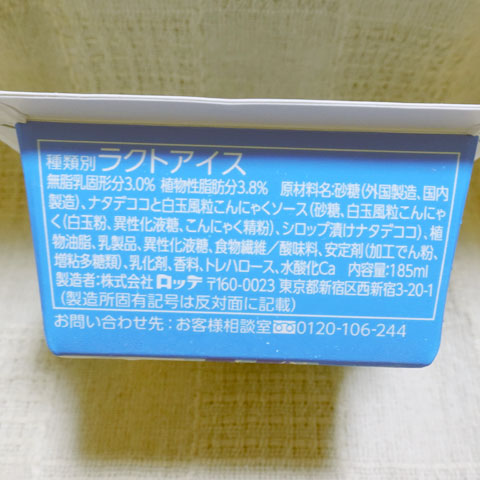 種類別 ラクトアイス
無脂乳固形分3.0% 植物性脂肪分3.8% 原材料名:砂糖(外国製造、国内
製造)、ナタデココと白玉風粒こんにゃくソース(砂糖、白玉風粒こんにゃ
く(白玉粉、異性化液糖、こんにゃく精粉)、シロップ漬けナタデココ)、植
物油脂、乳製品、異性化液糖、食物繊維/酸味料、安定剤(加工でん粉、
増粘多糖類)、乳化剤、香料、トレハロース、水酸化Ca 内容量:185ml
製造者:株式会社 ロッテ 〒160-0023 東京都新宿区西新宿3-20-1
(製造所固有記号は反対面に記載)
お問い合わせ先:お客様相談室 0120-106-244